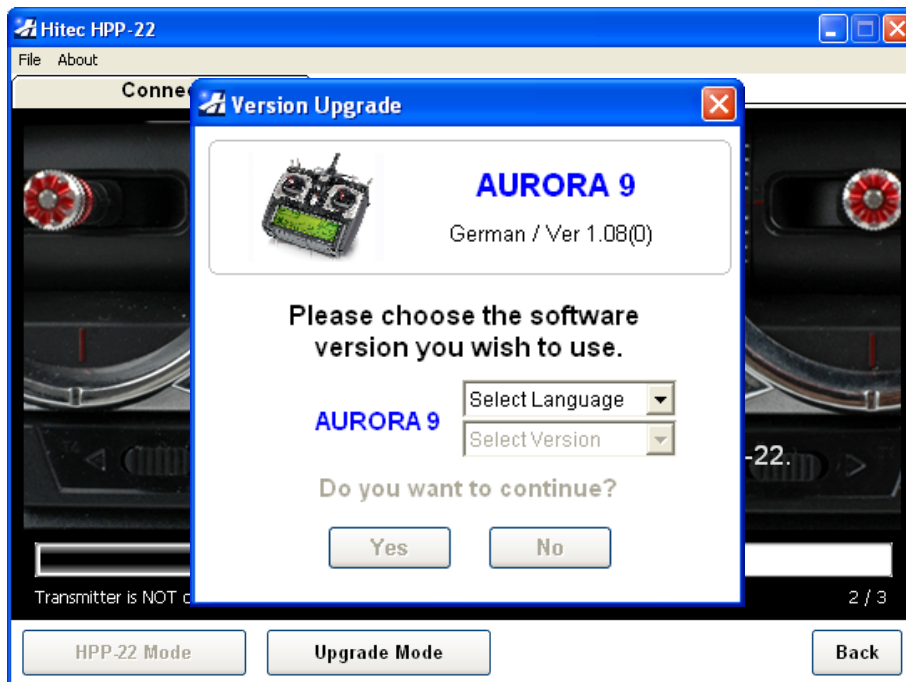 Hitec HPP-22
File About
Version Upgrade
AURORA 9
German / Ver 1.08(0)
Please choose the software
version you wish to use.
AURORA 9
Select Language
Select Version
-22.
Do you want to continue?
Yes No
Transmitter is NOT
2 / 3
HPP-22 Mode Upgrade Mode Back